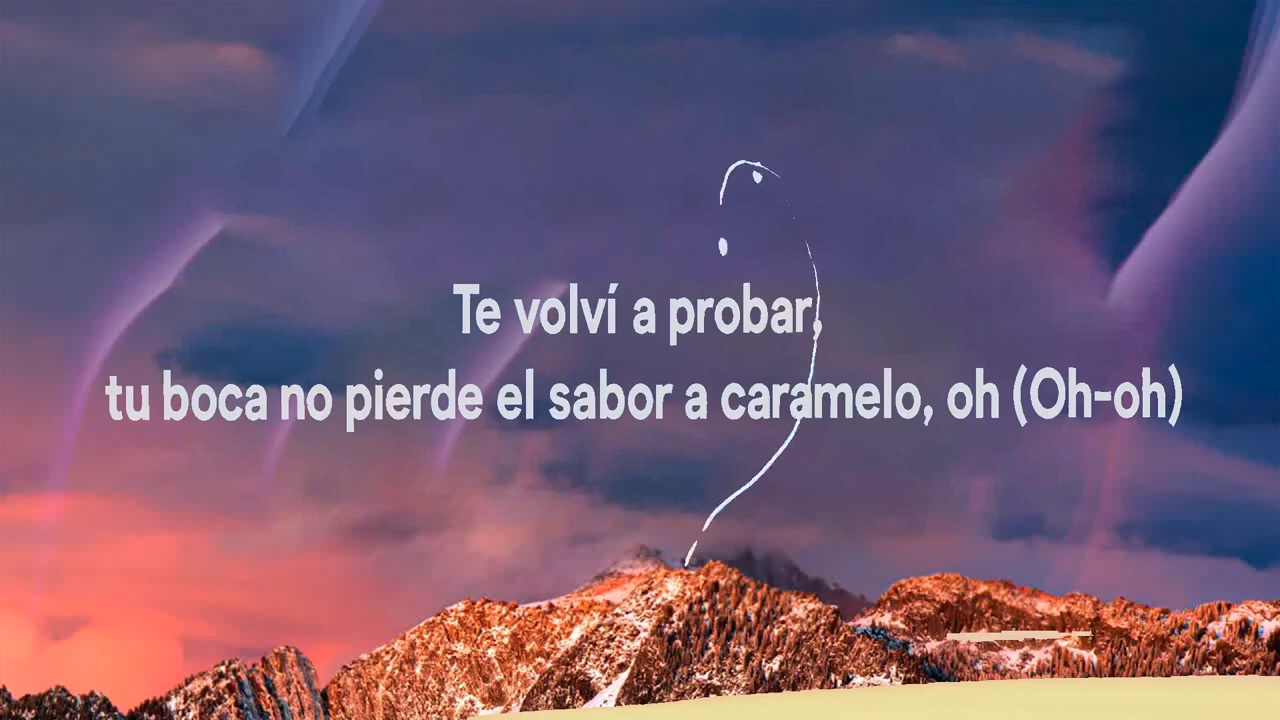 Te volví a probar,
tu boca no pierde el sabor a caramelo, oh (Oh-oh)